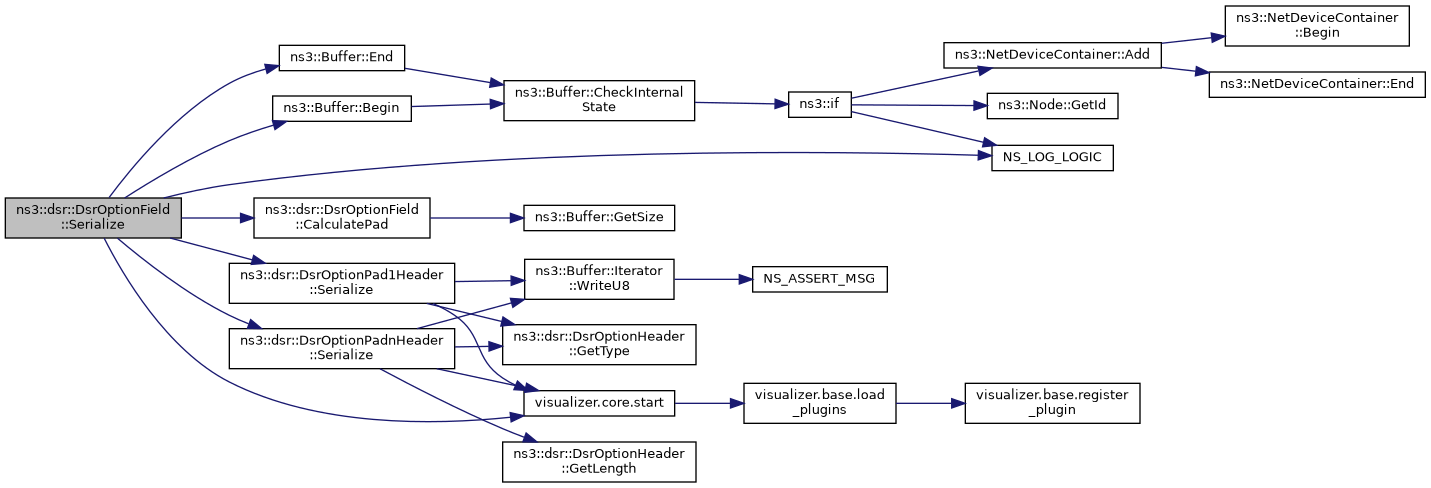 ns3::dsr::DsrOptionField
::Serialize
ns3::Buffer::End
ns3::Buffer::Begin
ns3::Buffer::CheckInternal
State
ns3::if
ns3::NetDeviceContainer::Add
ns3::NetDeviceContainer
::Begin
ns3::NetDeviceContainer::End
ns3::Node::GetId
NS_LOG_LOGIC
ns3::dsr::DsrOptionField
::CalculatePad
ns3::Buffer::GetSize
ns3::dsr::DsrOptionPad1Header
::Serialize
ns3::Buffer::Iterator
::WriteU8
NS_ASSERT_MSG
ns3::dsr::DsrOptionHeader
::GetType
ns3::dsr::DsrOptionPadnHeader
::Serialize
visualizer.core.start
visualizer.base.load
_plugins
visualizer.base.register
_plugin
ns3::dsr::DsrOptionHeader
::GetLength